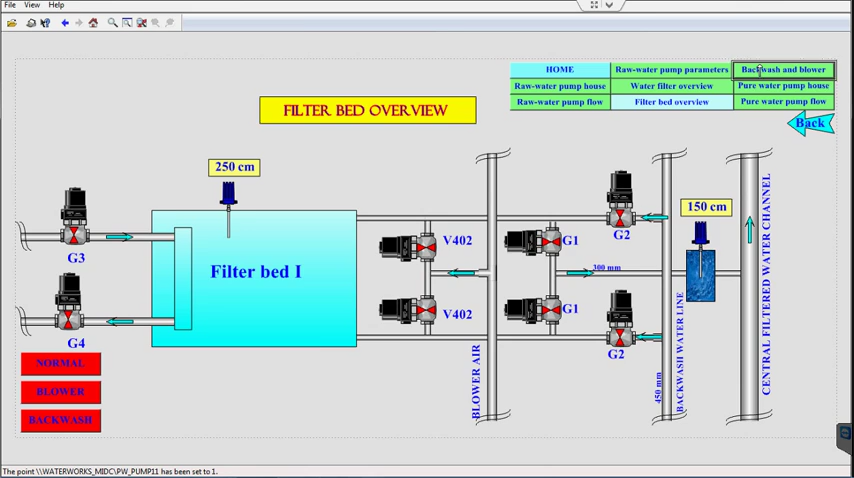 File View Help
HOME Raw-water pump parameters Backwash and blower
Raw-water pump house Water filter overview Pure water pump house
Raw-water pump flow Filter bed overview Pure water pump flow
FILTER BED OVERVIEW
Back
250 cm
150 cm
G3
Filter bed I
V402
G1
G2
300 mm
G4
V402
G1
G2
NORMAL
BLOWER
BACKWASH
BLOWER AIR
450 mm
BACKWASH WATER LINE
CENTRAL FILTERED WATER CHANNEL
The point \\WATERWORKS_MIDC\PW_PUMP11 has been set to 1.